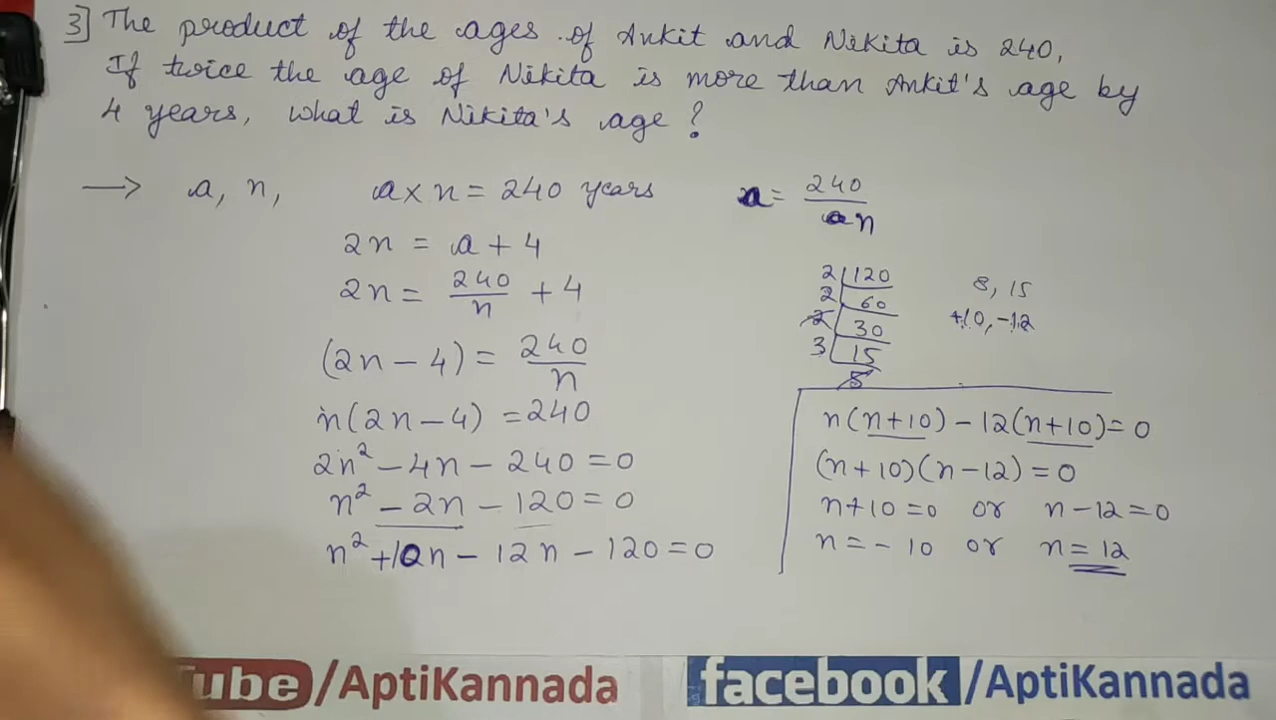 3] The product of the ages of Ankit and Nikita is 240,
If twice the age of Nikita is more than Ankit's age by
4 years, what is Nikita's age?
→ a, n, a × n = 240 years a = 240/n
2n = a + 4
2n = 240/n + 4
(2n – 4) = 240/n
n(2n – 4) = 240
2n² – 4n – 240 = 0
n² – 2n – 120 = 0
n² + 10n – 12n – 120 = 0
2 | 120
2 | 60
2 | 30
3 | 15
5
8, 15
+10, -12
n(n+10) – 12(n+10) = 0
(n+10)(n–12) = 0
n+10 = 0 or n–12 = 0
n = –10 or n = 12
ube/AptiKannada facebook/AptiKannada